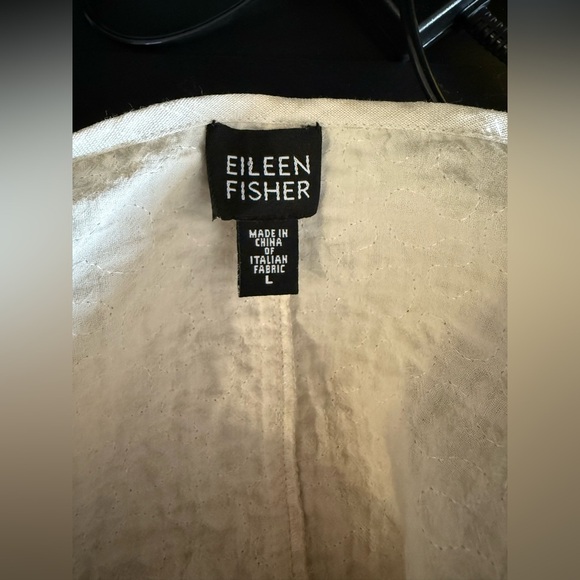 EILEEN
FISHER
MADE IN
CHINA
OF
ITALIAN
FABRIC
L